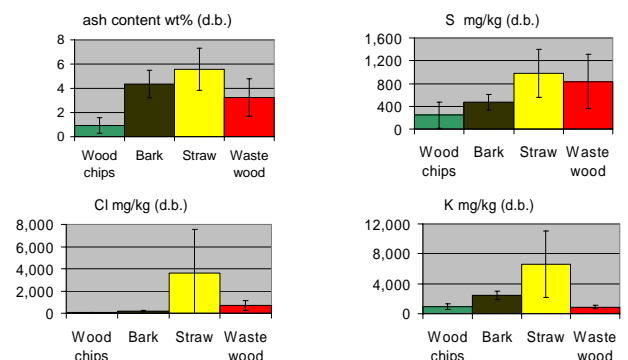 ash content wt% (d.b.)
8
6
4
2
0
Wood chips
Bark
Straw
Waste wood
S mg/kg (d.b.)
1,600
1,200
800
400
0
Wood chips
Bark
Straw
Waste wood
Cl mg/kg (d.b.)
8,000
6,000
4,000
2,000
0
Wood chips
Bark
Straw
Waste wood
K mg/kg (d.b.)
12,000
8,000
4,000
0
Wood chips
Bark
Straw
Waste wood